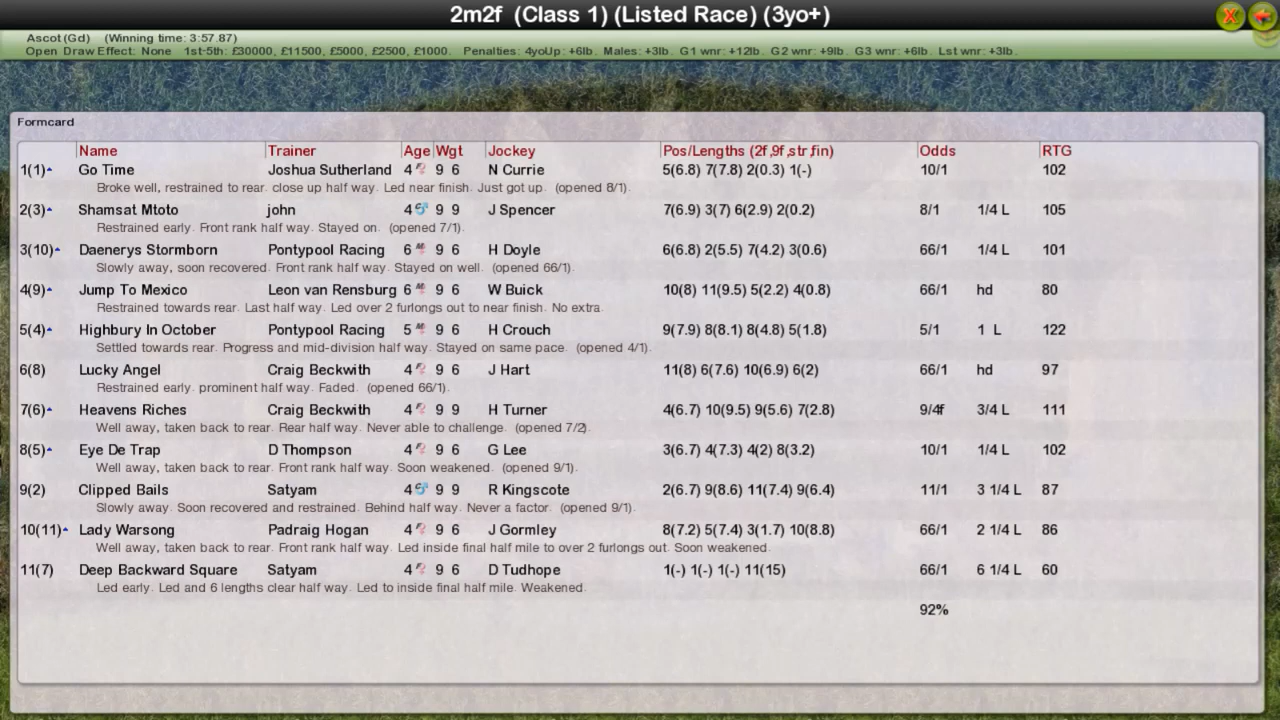 2m2f (Class 1) (Listed Race) (3yo+)
Ascot (Gd) (Winning time: 3:57.87)
Open Draw Effect: None 1st-5th: £30000, £11500, £5000, £2500, £1000. Penalties: 4yoUp: +6lb. Males: +3lb. G1 wnr: +12lb. G2 wnr: +9lb. G3 wnr: +6lb. Lst wnr: +3lb.
Formcard
Name Trainer Age Wgt Jockey Pos/Lengths (2f,9f,str,fin) Odds RTG
1(1) Go Time Joshua Sutherland 4 9 6 N Currie 5(6.8) 7(7.8) 2(0.3) 1(-) 10/1 102
Broke well, restrained to rear. close up half way. Led near finish. Just got up. (opened 8/1).
2(3) Shamsat Mtoto john 4 9 9 J Spencer 7(6.9) 3(7) 6(2.9) 2(0.2) 8/1 1/4 L 105
Restrained early. Front rank half way. Stayed on. (opened 7/1).
3(10) Daenerys Stormborn Pontypool Racing 6 9 6 H Doyle 6(6.8) 2(5.5) 7(4.2) 3(0.6) 66/1 1/4 L 101
Slowly away, soon recovered. Front rank half way. Stayed on well. (opened 66/1).
4(9) Jump To Mexico Leon van Rensburg 6 9 6 W Buick 10(8) 11(9.5) 5(2.2) 4(0.8) 66/1 hd 80
Restrained towards rear. Last half way. Led over 2 furlongs out to near finish. No extra.
5(4) Highbury In October Pontypool Racing 5 9 6 H Crouch 9(7.9) 8(8.1) 8(4.8) 5(1.8) 5/1 1 L 122
Settled towards rear. Progress and mid-division half way. Stayed on same pace. (opened 4/1).
6(8) Lucky Angel Craig Beckwith 4 9 6 J Hart 11(8) 6(7.6) 10(6.9) 6(2) 66/1 hd 97
Restrained early. prominent half way. Faded. (opened 66/1).
7(6) Heavens Riches Craig Beckwith 4 9 9 H Turner 4(6.7) 10(9.5) 9(5.6) 7(2.8) 9/4f 3/4 L 111
Well away, taken back to rear. Rear half way. Never able to challenge. (opened 7/2).
8(5) Eye De Trap D Thompson 4 9 6 G Lee 3(6.7) 4(7.3) 4(2) 8(3.2) 10/1 1/4 L 102
Well away, taken back to rear. Front rank half way. Soon weakened. (opened 9/1).
9(2) Clipped Bails Satyam 4 9 9 R Kingscote 2(6.7) 9(8.6) 11(7.4) 9(6.4) 11/1 3 1/4 L 87
Slowly away. Soon recovered and restrained. Behind half way. Never a factor. (opened 9/1).
10(11) Lady Warsong Padraig Hogan 4 9 6 J Gormley 8(7.2) 5(7.4) 3(1.7) 10(8.8) 66/1 2 1/4 L 86
Well away, taken back to rear. Front rank half way. Led inside final half mile to over 2 furlongs out. Soon weakened.
11(7) Deep Backward Square Satyam 4 9 6 D Tudhope 1(-) 1(-) 1(-) 11(15) 66/1 6 1/4 L 60
Led early. Led and 6 lengths clear half way. Led to inside final half mile. Weakened.
92%